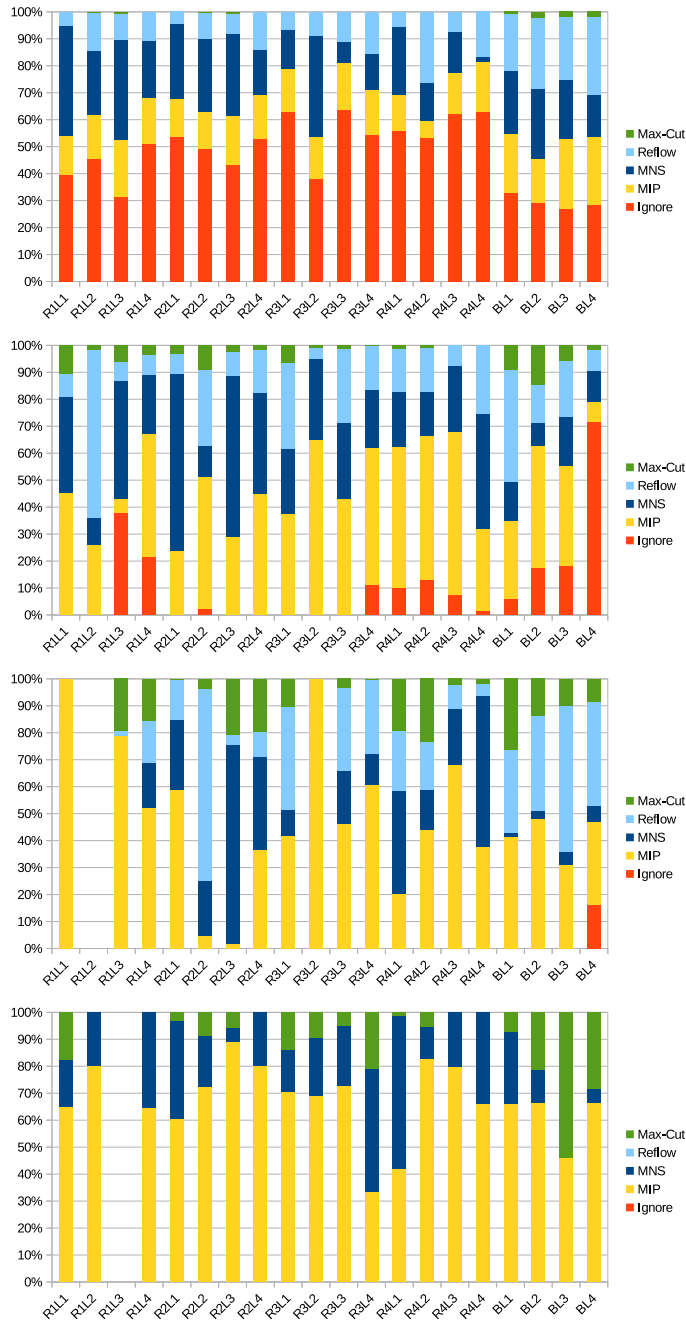 100%
90%
80%
70%
60%
50%
40%
30%
20%
10%
0%
Max-Cut
Reflow
MNS
MIP
Ignore
R1L1 R1L2 R1L3 R1L4 R2L1 R2L2 R2L3 R2L4 R3L1 R3L2 R3L3 R3L4 R4L1 R4L2 R4L3 R4L4 BL1 BL2 BL3 BL4
100%
90%
80%
70%
60%
50%
40%
30%
20%
10%
0%
Max-Cut
Reflow
MNS
MIP
Ignore
R1L1 R1L2 R1L3 R1L4 R2L1 R2L2 R2L3 R2L4 R3L1 R3L2 R3L3 R3L4 R4L1 R4L2 R4L3 R4L4 BL1 BL2 BL3 BL4
100%
90%
80%
70%
60%
50%
40%
30%
20%
10%
0%
Max-Cut
Reflow
MNS
MIP
Ignore
R1L1 R1L2 R1L3 R1L4 R2L1 R2L2 R2L3 R2L4 R3L1 R3L2 R3L3 R3L4 R4L1 R4L2 R4L3 R4L4 BL1 BL2 BL3 BL4
100%
90%
80%
70%
60%
50%
40%
30%
20%
10%
0%
Max-Cut
Reflow
MNS
MIP
Ignore
R1L1 R1L2 R1L3 R1L4 R2L1 R2L2 R2L3 R2L4 R3L1 R3L2 R3L3 R3L4 R4L1 R4L2 R4L3 R4L4 BL1 BL2 BL3 BL4